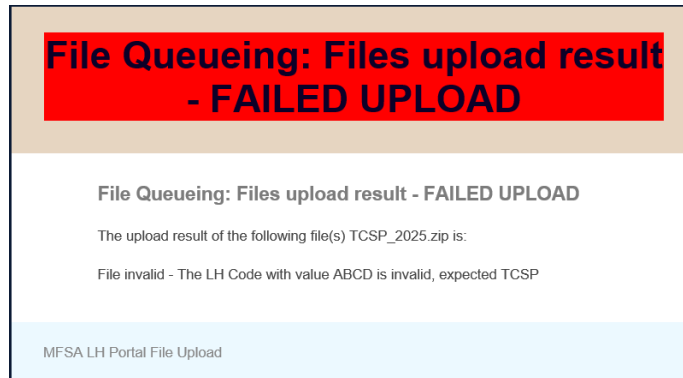 File Queueing: Files upload result
- FAILED UPLOAD
File Queueing: Files upload result - FAILED UPLOAD
The upload result of the following file(s) TCSP_2025.zip is:
File invalid - The LH Code with value ABCD is invalid, expected TCSP
MFSA LH Portal File Upload